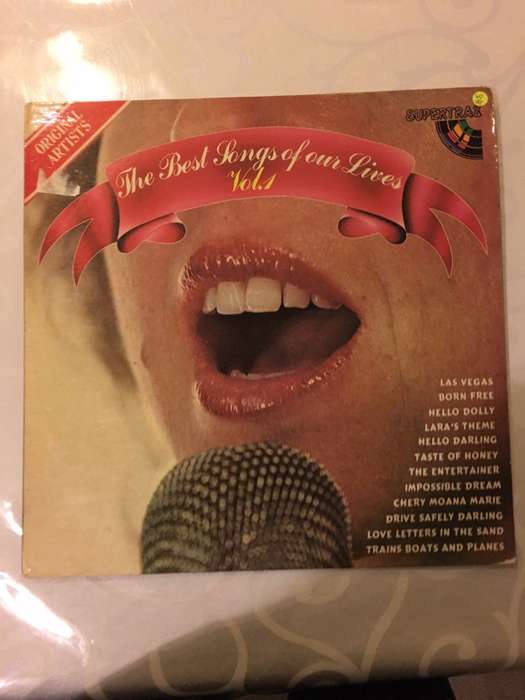 ORIGINAL
ARTISTS
SUPERTRAX
The Best Songs of our Lives
Vol.1
LAS VEGAS
BORN FREE
HELLO DOLLY
LARA'S THEME
HELLO DARLING
TASTE OF HONEY
THE ENTERTAINER
IMPOSSIBLE DREAM
CHERY MOANA MARIE
DRIVE SAFELY DARLING
LOVE LETTERS IN THE SAND
TRAINS BOATS AND PLANES